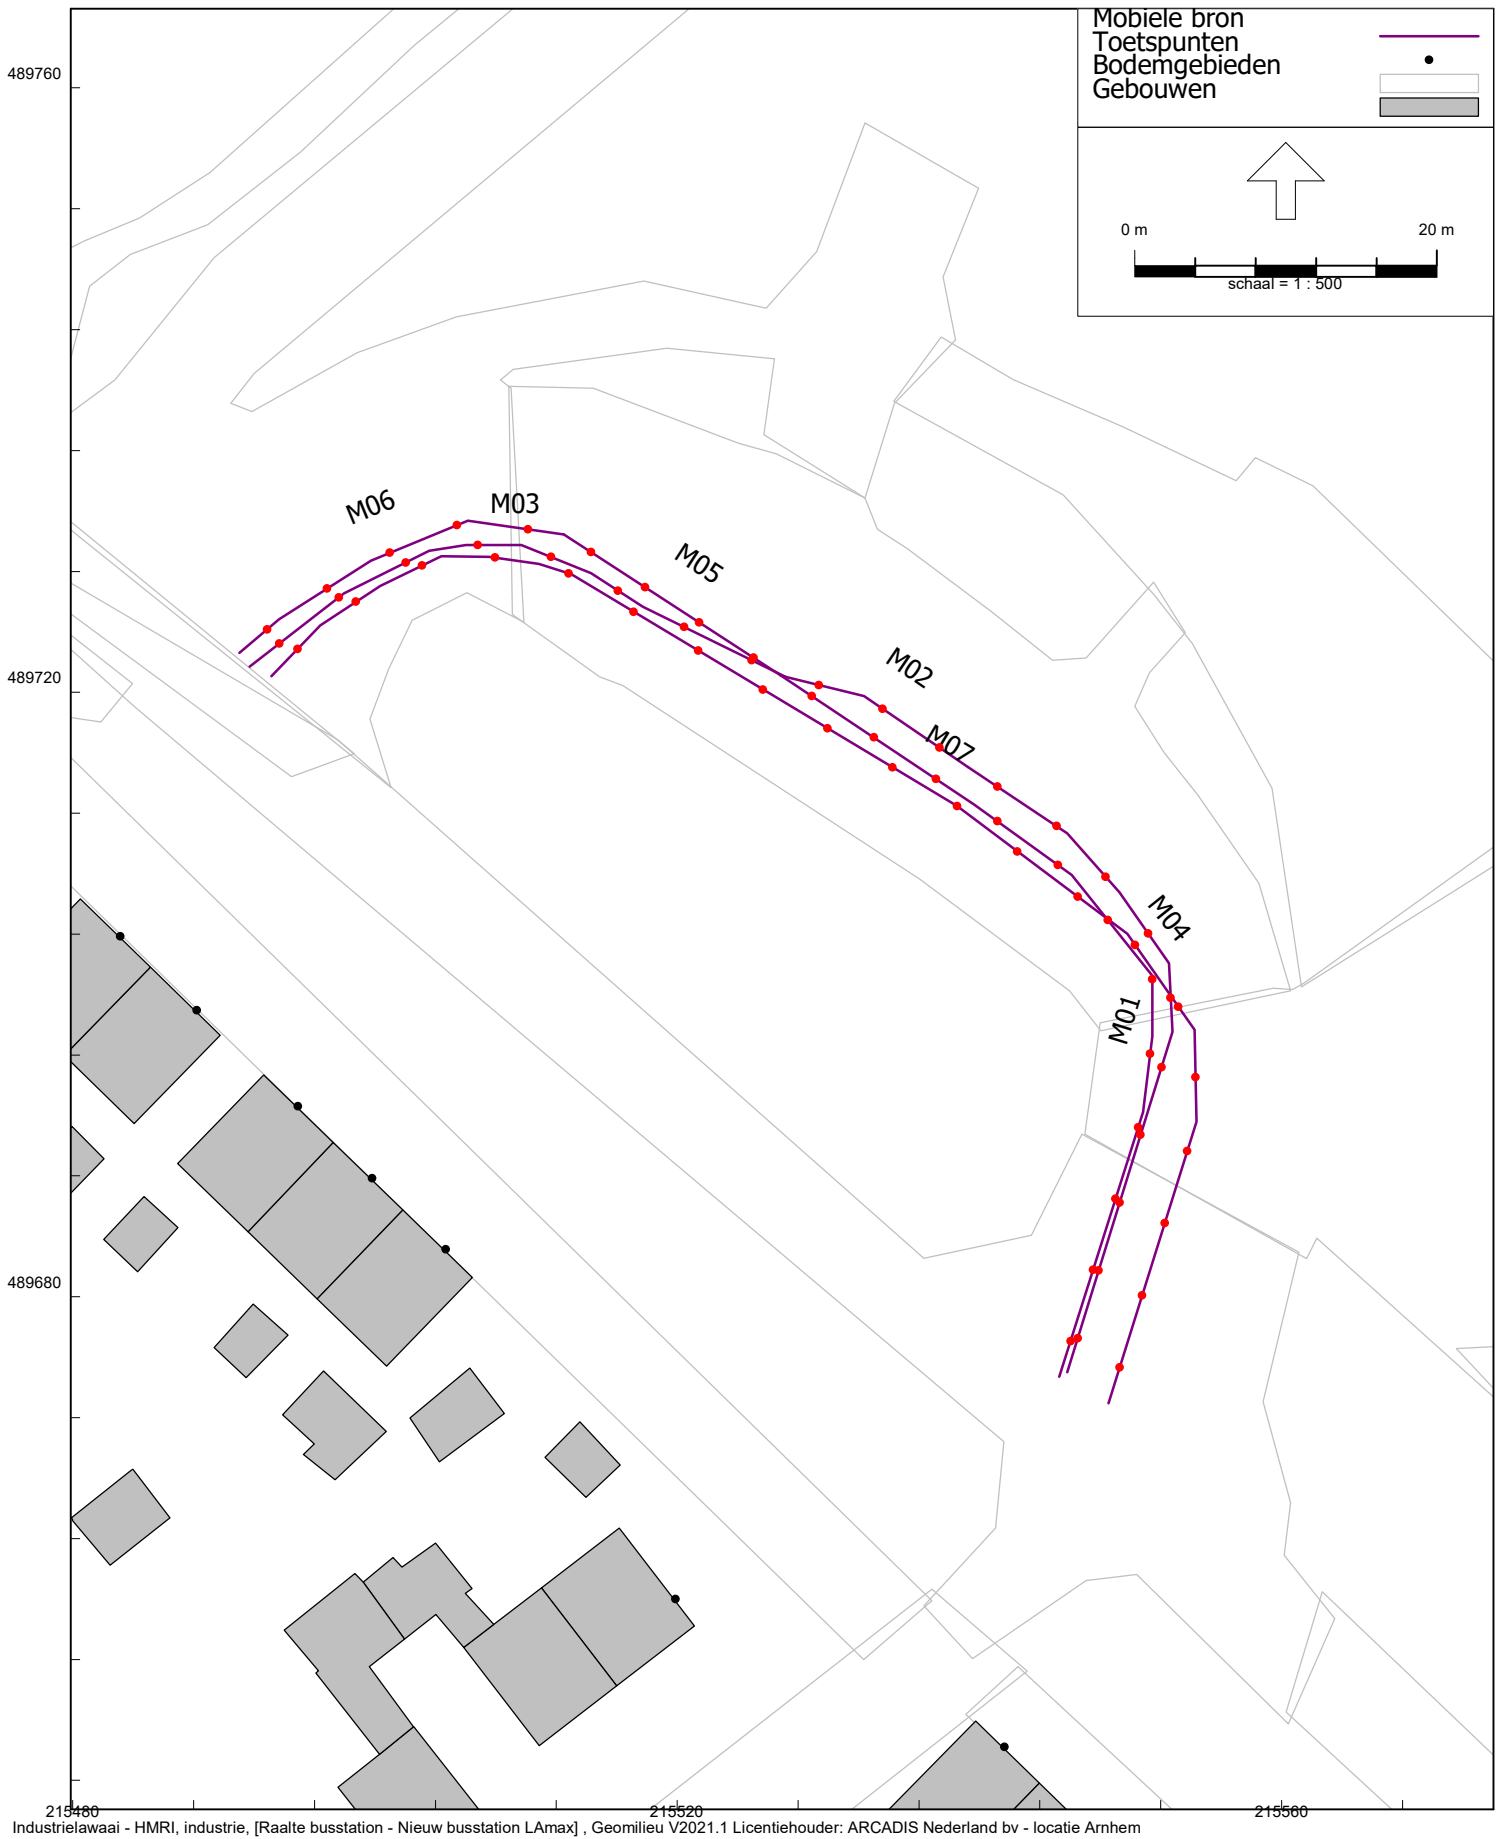 Mobiele bron
Toetspunten
Bodemgebieden
Gebouwen
489760
0 m 20 m
schaal = 1 : 500
M06
M03
M05
M02
489720
M07
M04
M01
489680
215480 215520 215560
Industrielawaai - HMRI, industrie, [Raalte busstation - Nieuw busstation LAmax] , Geomilieu V2021.1 Licentiehouder: ARCADIS Nederland bv - locatie Arnhem